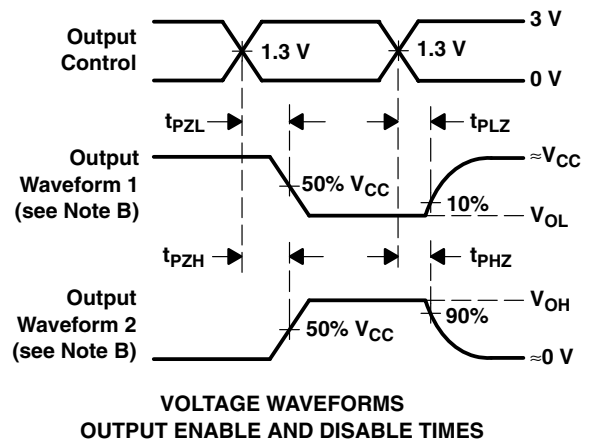 Output
Control
1.3 V
1.3 V
3 V
0 V
tPZL
tPLZ
Output
Waveform 1
(see Note B)
50% VCC
10%
≈VCC
VOL
tPZH
tPHZ
Output
Waveform 2
(see Note B)
50% VCC
90%
VOH
≈0 V
VOLTAGE WAVEFORMS
OUTPUT ENABLE AND DISABLE TIMES